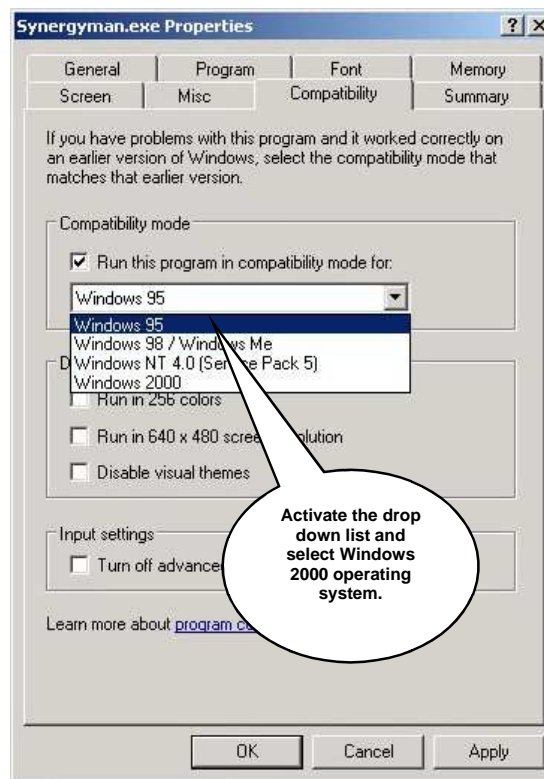 Synergyman.exe Properties
General Program Font Memory
Screen Misc Compatibility Summary
If you have problems with this program and it worked correctly on
an earlier version of Windows, select the compatibility mode that
matches that earlier version.
Compatibility mode
Run this program in compatibility mode for:
Windows 95
Windows 95
Windows 98 / Windows Me
Windows NT 4.0 (Service Pack 5)
Windows 2000
Run in 256 colors
Run in 640 x 480 screen
Disable visual themes
Input settings
Turn off advanced
Learn more about program
Activate the drop
down list and
select Windows
2000 operating
system.
OK Cancel Apply